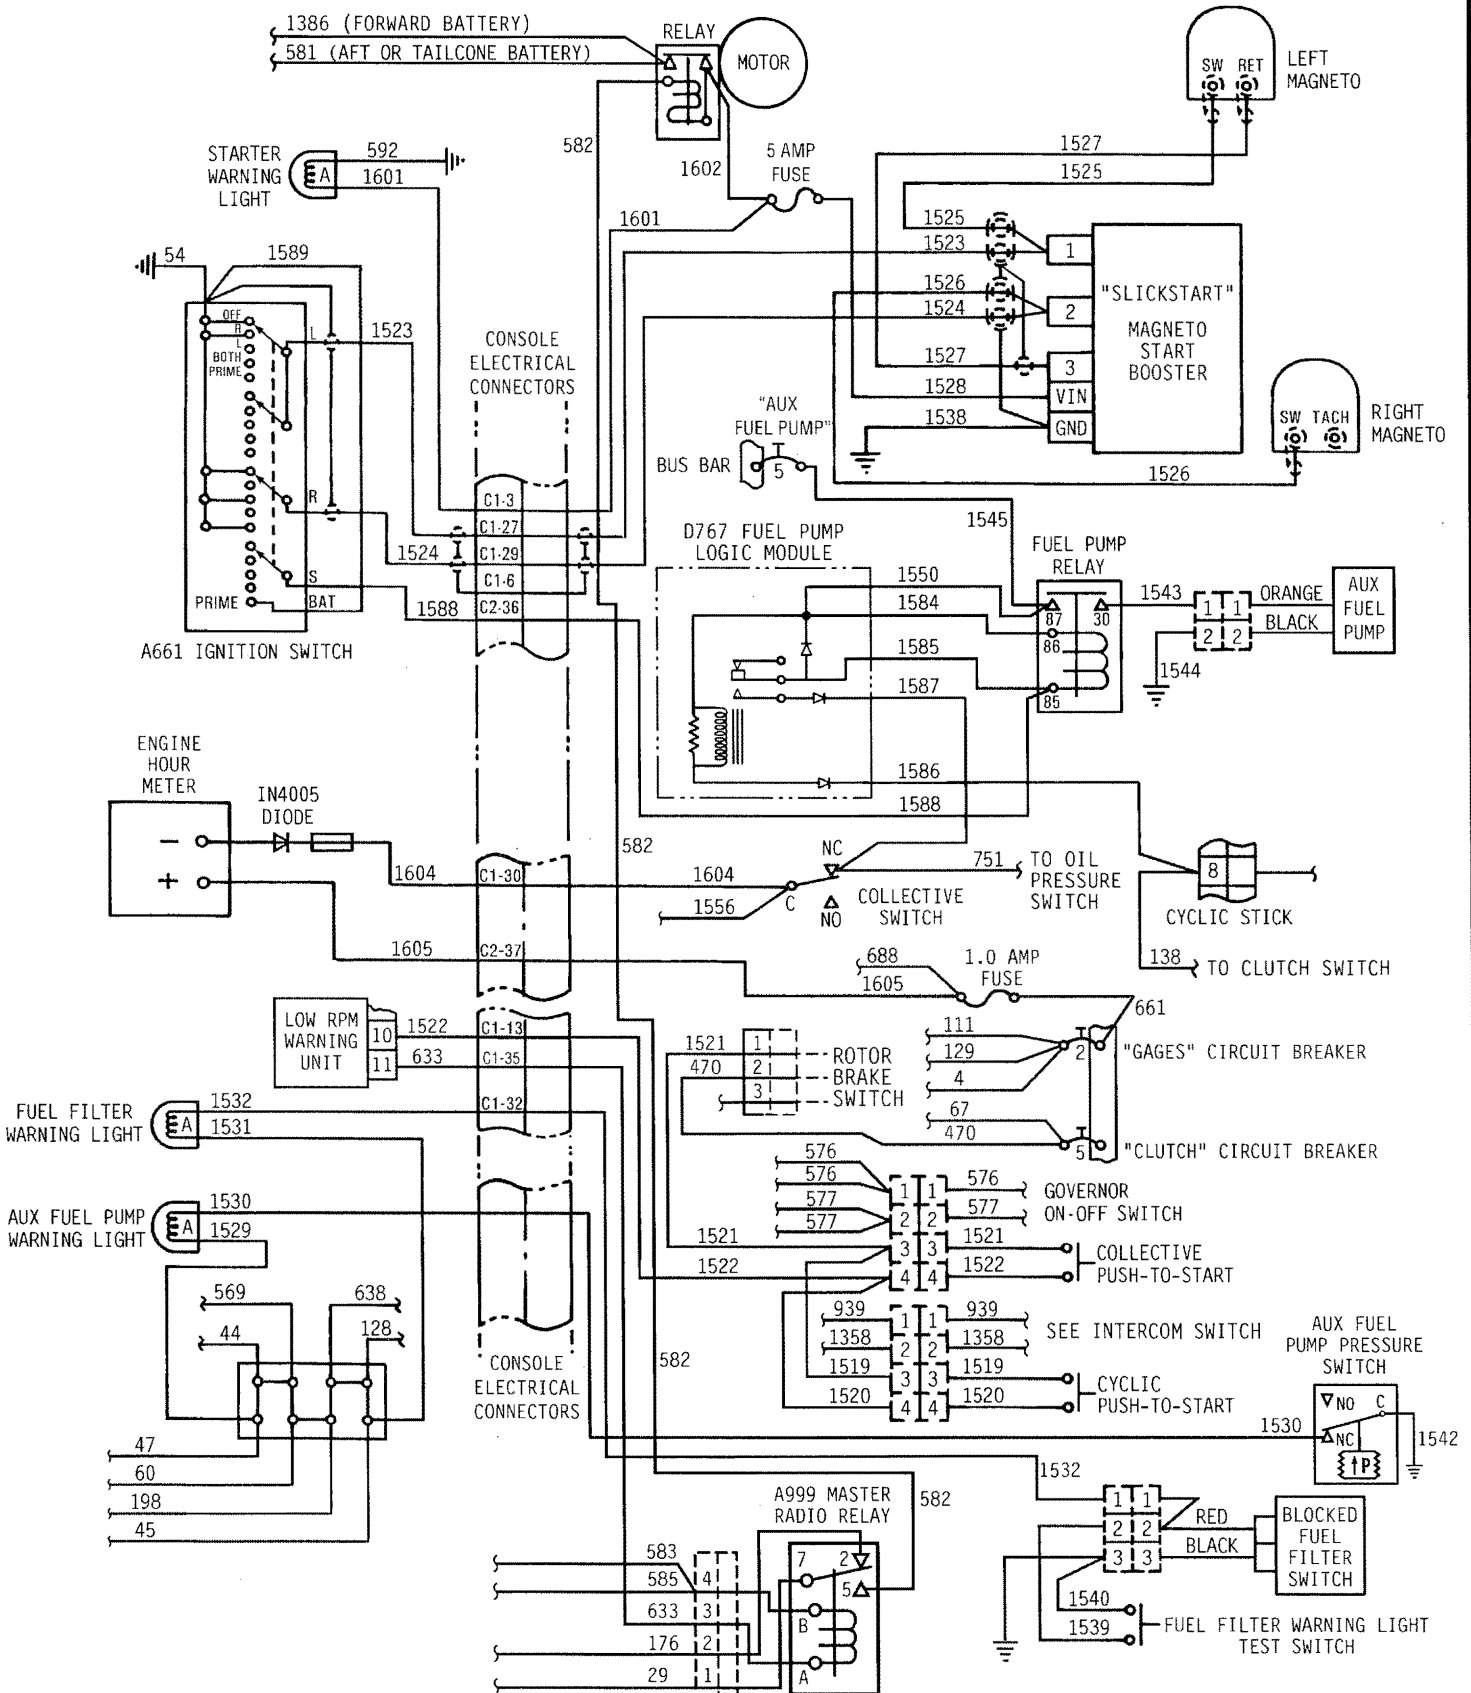 1386 (FORWARD BATTERY)
581 (AFT OR TAILCONE BATTERY)
RELAY
MOTOR
SW RET
LEFT
MAGNETO
STARTER
WARNING
LIGHT
A
592
1601
582
1602
5 AMP
FUSE
1601
1527
1525
1525
1523
1526
1524
1527
1528
1538
1
2
3
VIN
GND
"SLICKSTART"
MAGNETO
START
BOOSTER
54
1589
OFF
R
L
BOTH
PRIME
L
1523
R
1524
S
1588
BAT
PRIME
A661 IGNITION SWITCH
CONSOLE
ELECTRICAL
CONNECTORS
C1-3
C1-27
C1-29
C1-6
C2-36
"AUX
FUEL PUMP"
BUS BAR
5
SW TACH
RIGHT
MAGNETO
1526
1545
D767 FUEL PUMP
LOGIC MODULE
FUEL PUMP
RELAY
1550
1584
1585
1587
1586
1588
87
30
86
85
1543
1 1
2 2
1544
ORANGE
BLACK
AUX
FUEL
PUMP
ENGINE
HOUR
METER
−
+
IN4005
DIODE
1604
C1-30
1604
1556
582
NC
C
NO
COLLECTIVE
SWITCH
751
TO OIL
PRESSURE
SWITCH
8
CYCLIC STICK
138
TO CLUTCH SWITCH
1605
C2-37
688
1605
1.0 AMP
FUSE
661
LOW RPM
WARNING
UNIT
10
11
1522
633
C1-13
C1-35
C1-32
1521
470
1
2
3
ROTOR
BRAKE
SWITCH
111
129
4
2
"GAGES" CIRCUIT BREAKER
67
470
5
"CLUTCH" CIRCUIT BREAKER
FUEL FILTER
WARNING LIGHT
A
1532
1531
AUX FUEL PUMP
WARNING LIGHT
A
1530
1529
576
576
577
577
1521
1522
1 1
2 2
3 3
4 4
576
577
1521
1522
GOVERNOR
ON-OFF SWITCH
COLLECTIVE
PUSH-TO-START
939
1358
1519
1520
1 1
2 2
3 3
4 4
939
1358
1519
1520
SEE INTERCOM SWITCH
CYCLIC
PUSH-TO-START
569
44
638
128
47
60
198
45
CONSOLE
ELECTRICAL
CONNECTORS
582
AUX FUEL
PUMP PRESSURE
SWITCH
NO C
NC
P
1530
1542
1532
1 1
2 2
3 3
RED
BLACK
BLOCKED
FUEL
FILTER
SWITCH
1540
1539
FUEL FILTER WARNING LIGHT
TEST SWITCH
A999 MASTER
RADIO RELAY
582
583
585
633
176
29
4
3
2
1
7
2
5
B
A